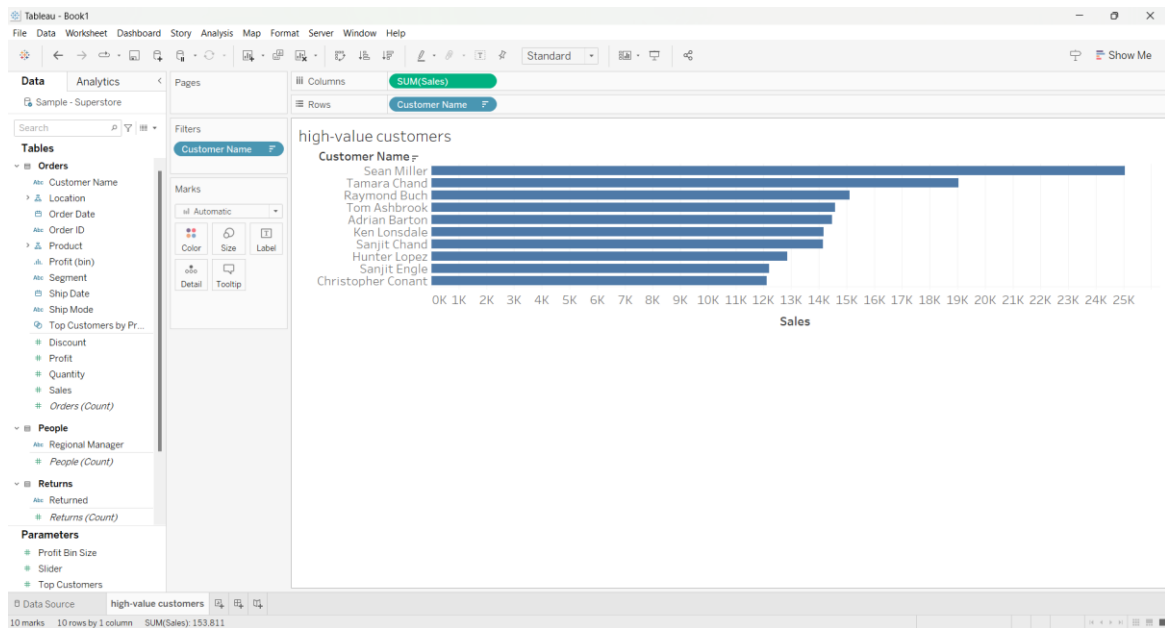 Tableau - Book1
File Data Worksheet Dashboard Story Analysis Map Format Server Window Help
Standard
Show Me
Data Analytics
Sample - Superstore
Search
Tables
Orders
Abc Customer Name
Location
Order Date
Abc Order ID
Product
Profit (bin)
Abc Segment
Ship Date
Abc Ship Mode
Top Customers by Pr...
# Discount
# Profit
# Quantity
# Sales
# Orders (Count)
People
Abc Regional Manager
# People (Count)
Returns
Abc Returned
# Returns (Count)
Parameters
# Profit Bin Size
# Slider
# Top Customers
Pages
Filters
Customer Name
Marks
Automatic
Color Size Label
Detail Tooltip
Columns SUM(Sales)
Rows Customer Name
high-value customers
Customer Name
Sean Miller
Tamara Chand
Raymond Buch
Tom Ashbrook
Adrian Barton
Ken Lonsdale
Sanjit Chand
Hunter Lopez
Sanjit Engle
Christopher Conant
0K 1K 2K 3K 4K 5K 6K 7K 8K 9K 10K 11K 12K 13K 14K 15K 16K 17K 18K 19K 20K 21K 22K 23K 24K 25K
Sales
Data Source high-value customers
10 marks 10 rows by 1 column SUM(Sales): 153.811